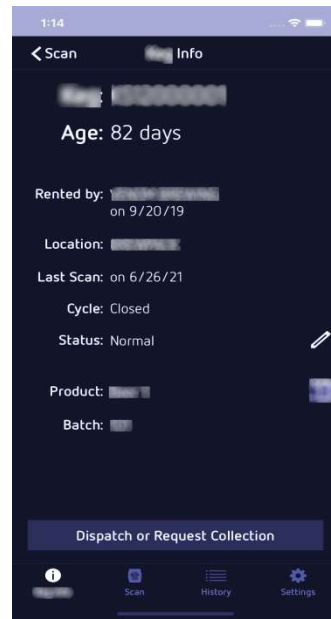 1:14
Scan
Info
Age: 82 days
Rented by:
on 9/20/19
Location:
Last Scan: on 6/26/21
Cycle: Closed
Status: Normal
Product:
Batch:
Dispatch or Request Collection
Scan
History
Settings